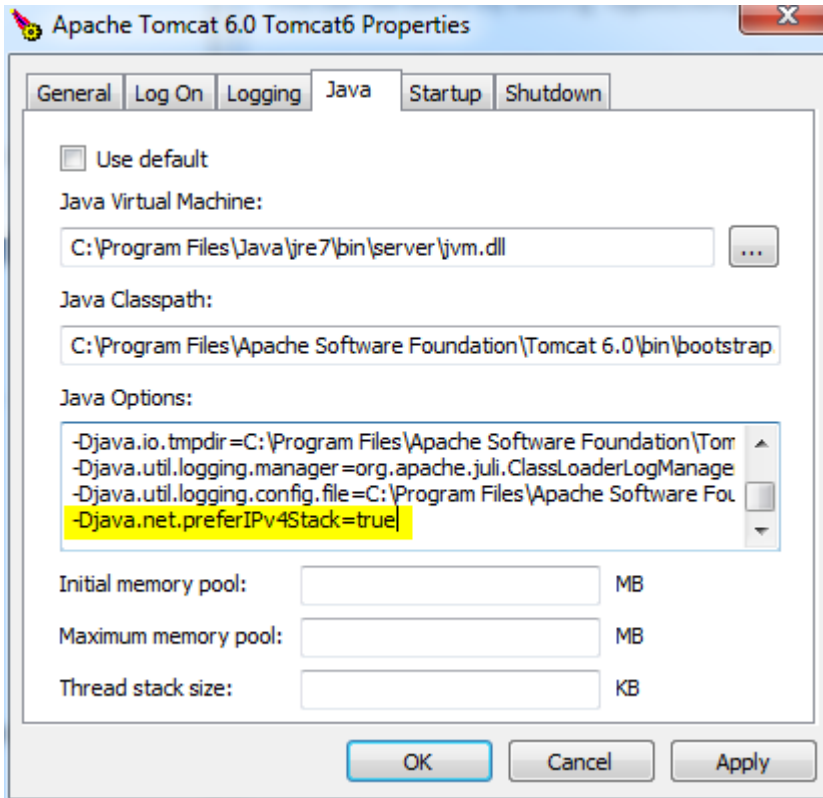 Apache Tomcat 6.0 Tomcat6 Properties
General Log On Logging Java Startup Shutdown
Use default
Java Virtual Machine:
C:\Program Files\Java\jre7\bin\server\jvm.dll
...
Java Classpath:
C:\Program Files\Apache Software Foundation\Tomcat 6.0\bin\bootstrap.
Java Options:
-Djava.io.tmpdir=C:\Program Files\Apache Software Foundation\Tom
-Djava.util.logging.manager=org.apache.juli.ClassLoaderLogManage
-Djava.util.logging.config.file=C:\Program Files\Apache Software Fou
-Djava.net.preferIPv4Stack=true
Initial memory pool: MB
Maximum memory pool: MB
Thread stack size: KB
OK Cancel Apply